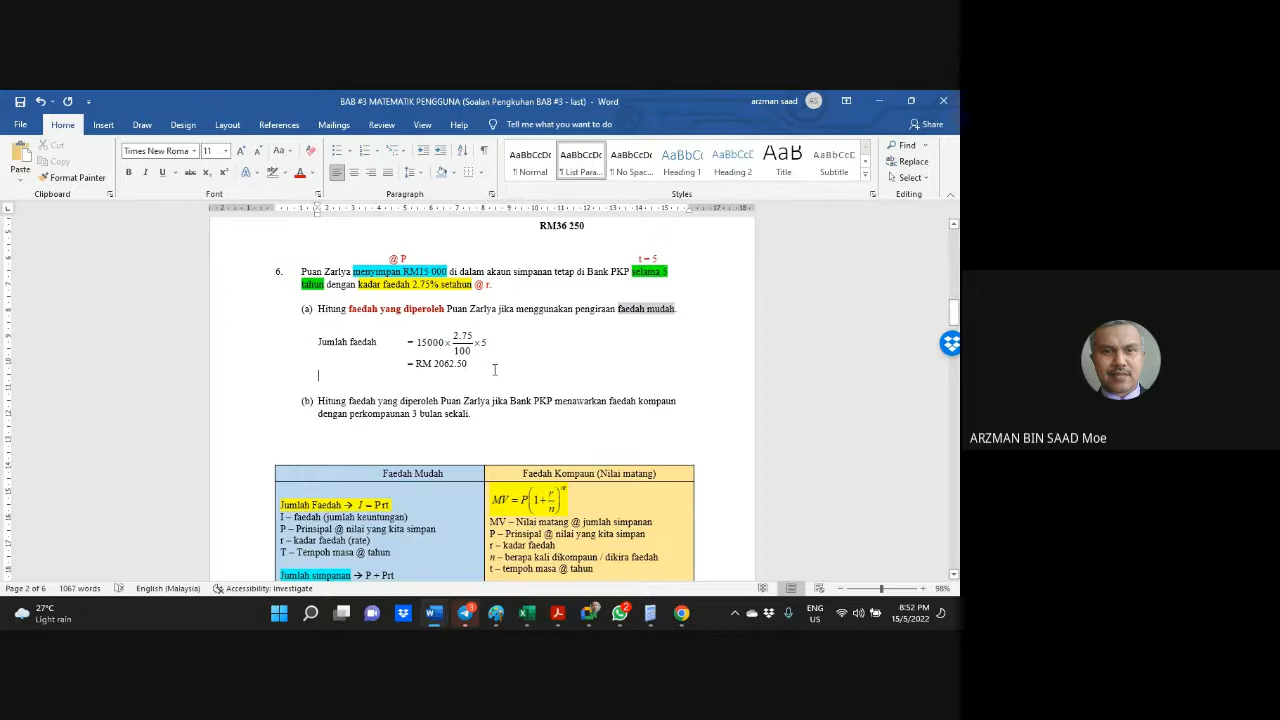 BAB #3 MATEMATIK PENGGUNA (Soalan Pengkuhan BAB #3 - last) - Word
arzman saad
AS
File Home Insert Draw Design Layout References Mailings Review View Help Tell me what you want to do
Share
Paste
Cut
Copy
Format Painter
Clipboard
Times New Roma 11
Font
Paragraph
AaBbCcDc AaBbCcDc AaBbCcDc AaBbCc AaBbCcD AaB AaBbCcD
¶ Normal ¶ List Para... ¶ No Spac... Heading 1 Heading 2 Title Subtitle
Styles
Find
Replace
Select
Editing
RM36 250
@ P t = 5
6. Puan Zarlya menyimpan RM15 000 di dalam akaun simpanan tetap di Bank PKP selama 5
tahun dengan kadar faedah 2.75% setahun @ r.
(a) Hitung faedah yang diperoleh Puan Zarlya jika menggunakan pengiraan faedah mudah.
Jumlah faedah = 15000 × 2.75/100 × 5
= RM 2062.50
(b) Hitung faedah yang diperoleh Puan Zarlya jika Bank PKP menawarkan faedah kompaun
dengan perkompaunan 3 bulan sekali.
Faedah Mudah
Jumlah Faedah → I = Prt
I – faedah (jumlah keuntungan)
P – Prinsipal @ nilai yang kita simpan
r – kadar faedah (rate)
T – Tempoh masa @ tahun
Jumlah simpanan → P + Prt
Faedah Kompaun (Nilai matang)
MV = P(1 + r/n)^nt
MV – Nilai matang @ jumlah simpanan
P – Prinsipal @ nilai yang kita simpan
r – kadar faedah
n – berapa kali dikompaun / dikira faedah
t – tempoh masa @ tahun
ARZMAN BIN SAAD Moe
Page 2 of 6 1067 words English (Malaysia) Accessibility: Investigate
98%
27°C
Light rain
ENG
US
8:52 PM
15/5/2022